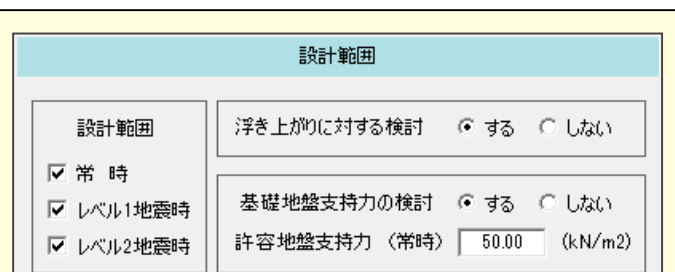 設計範囲
設計範囲
常 時
レベル1地震時
レベル2地震時
浮き上がりに対する検討 する しない
基礎地盤支持力の検討 する しない
許容地盤支持力 (常時) 50.00 (kN/m2)